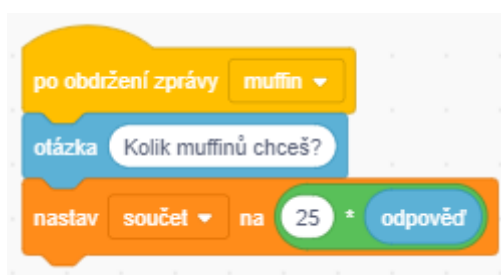 po obdržení zprávy muffin
otázka Kolik muffinů chceš?
nastav součet na 25 * odpověď